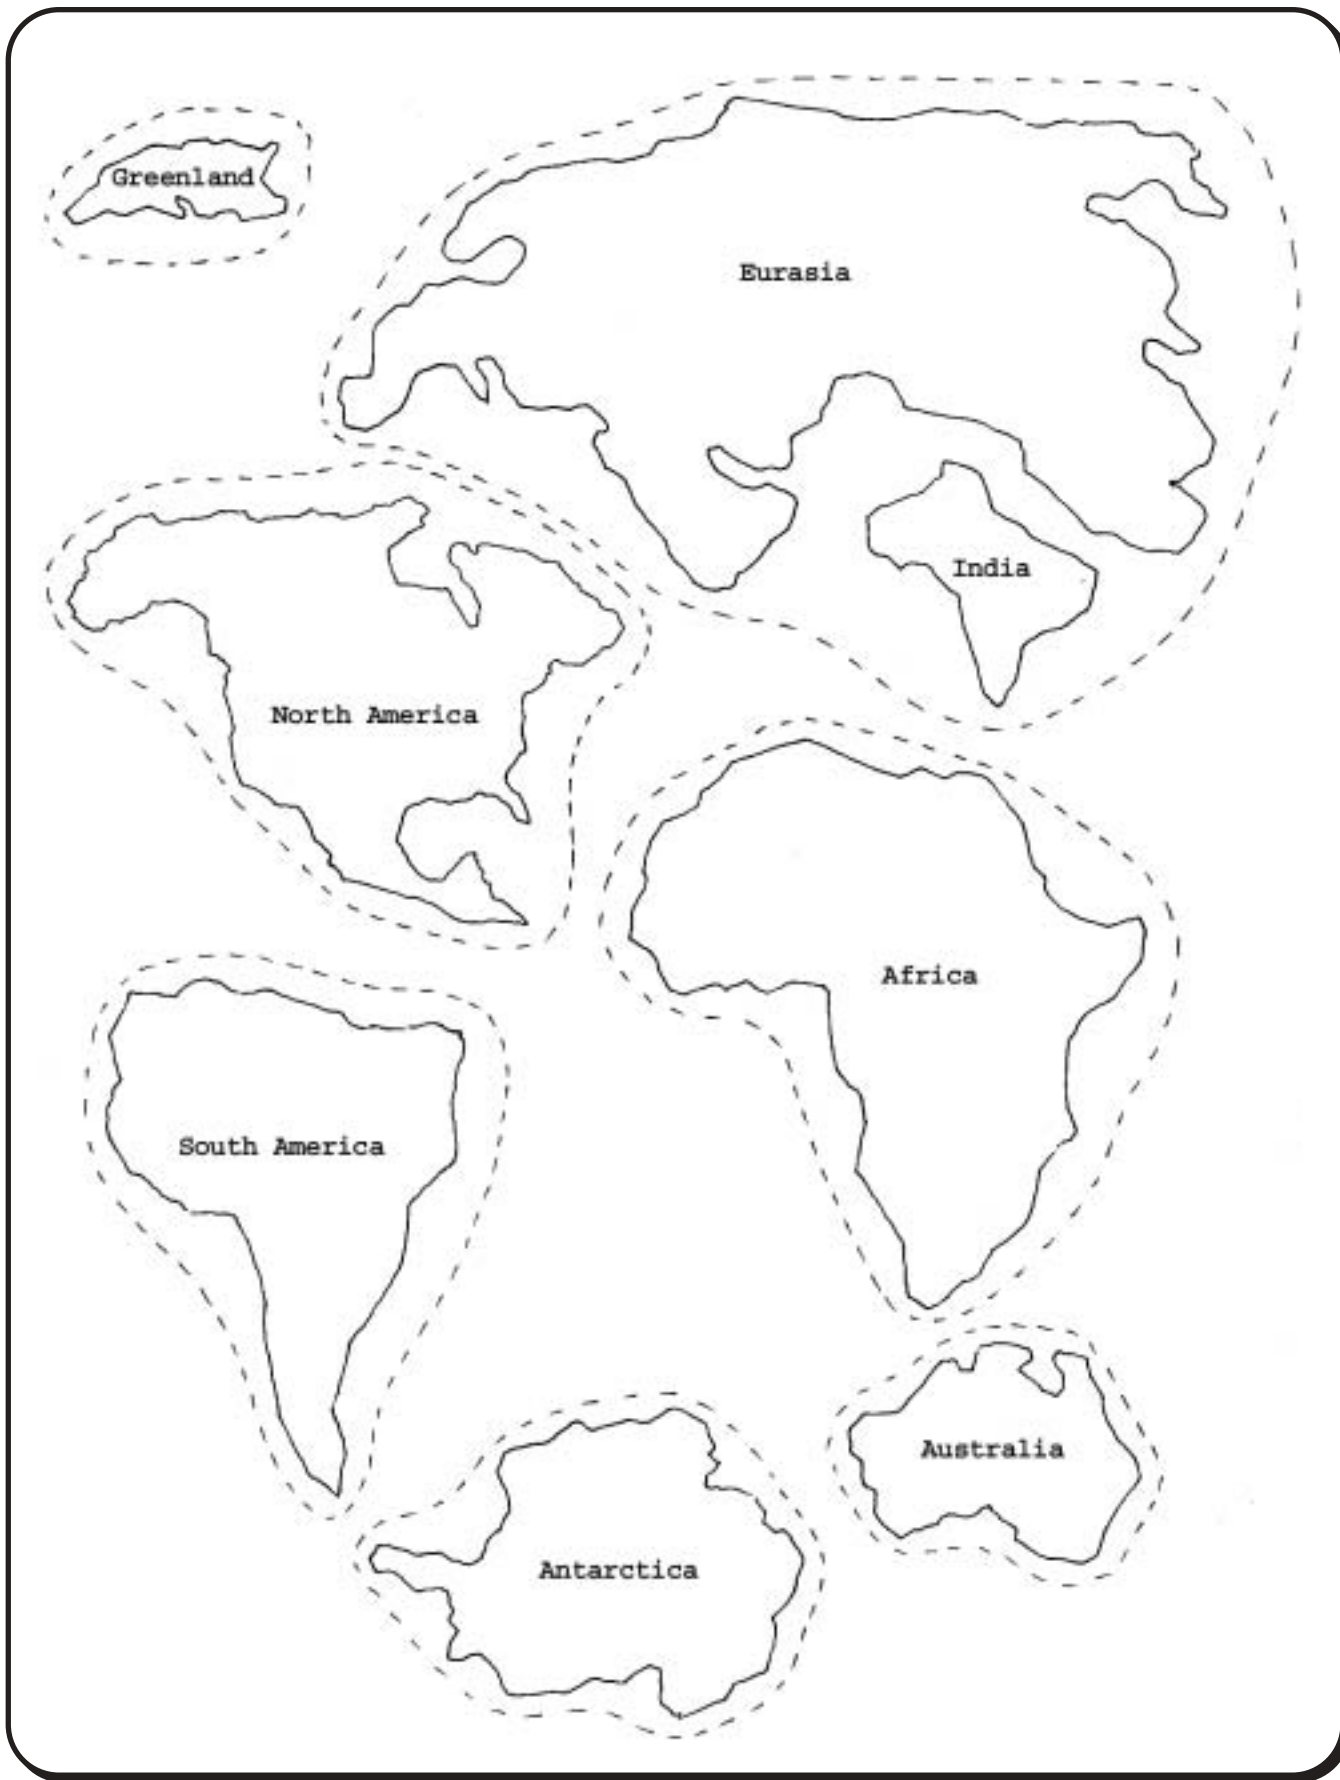 Greenland
Eurasia
India
North America
Africa
South America
Australia
Antarctica